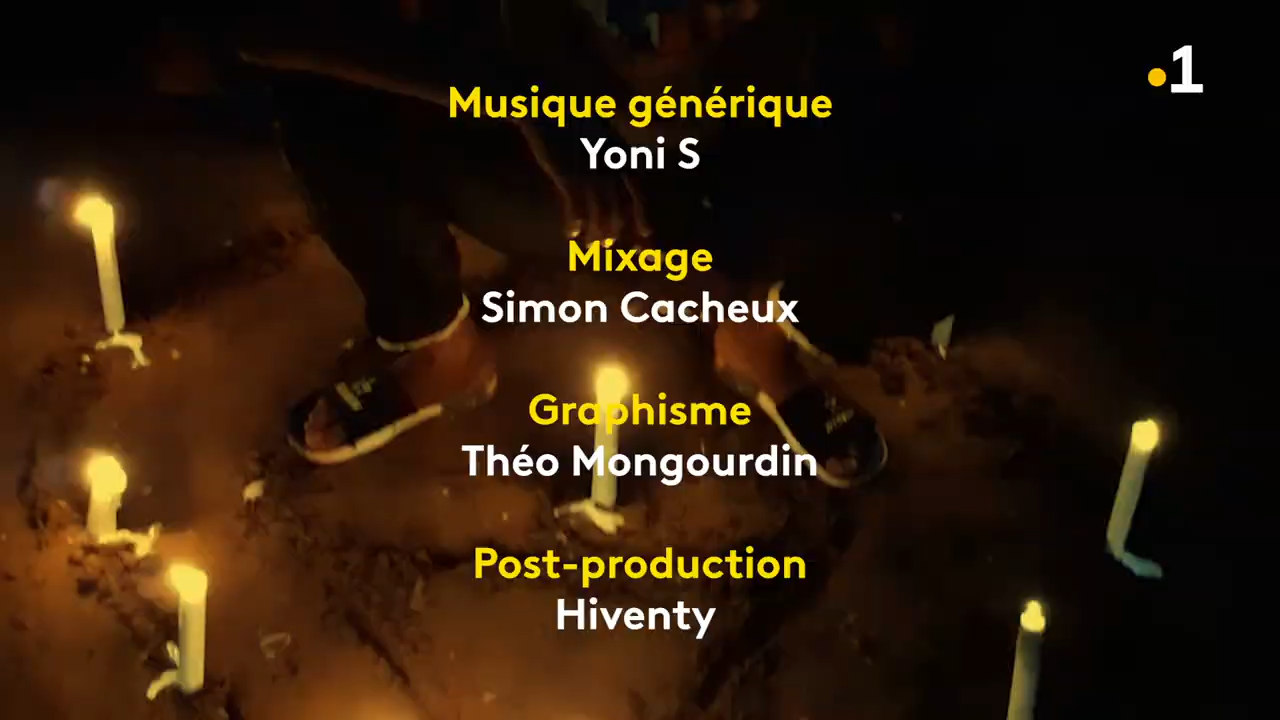 1
Musique générique
Yoni S
Mixage
Simon Cacheux
Graphisme
Théo Mongourdin
Post-production
Hiventy